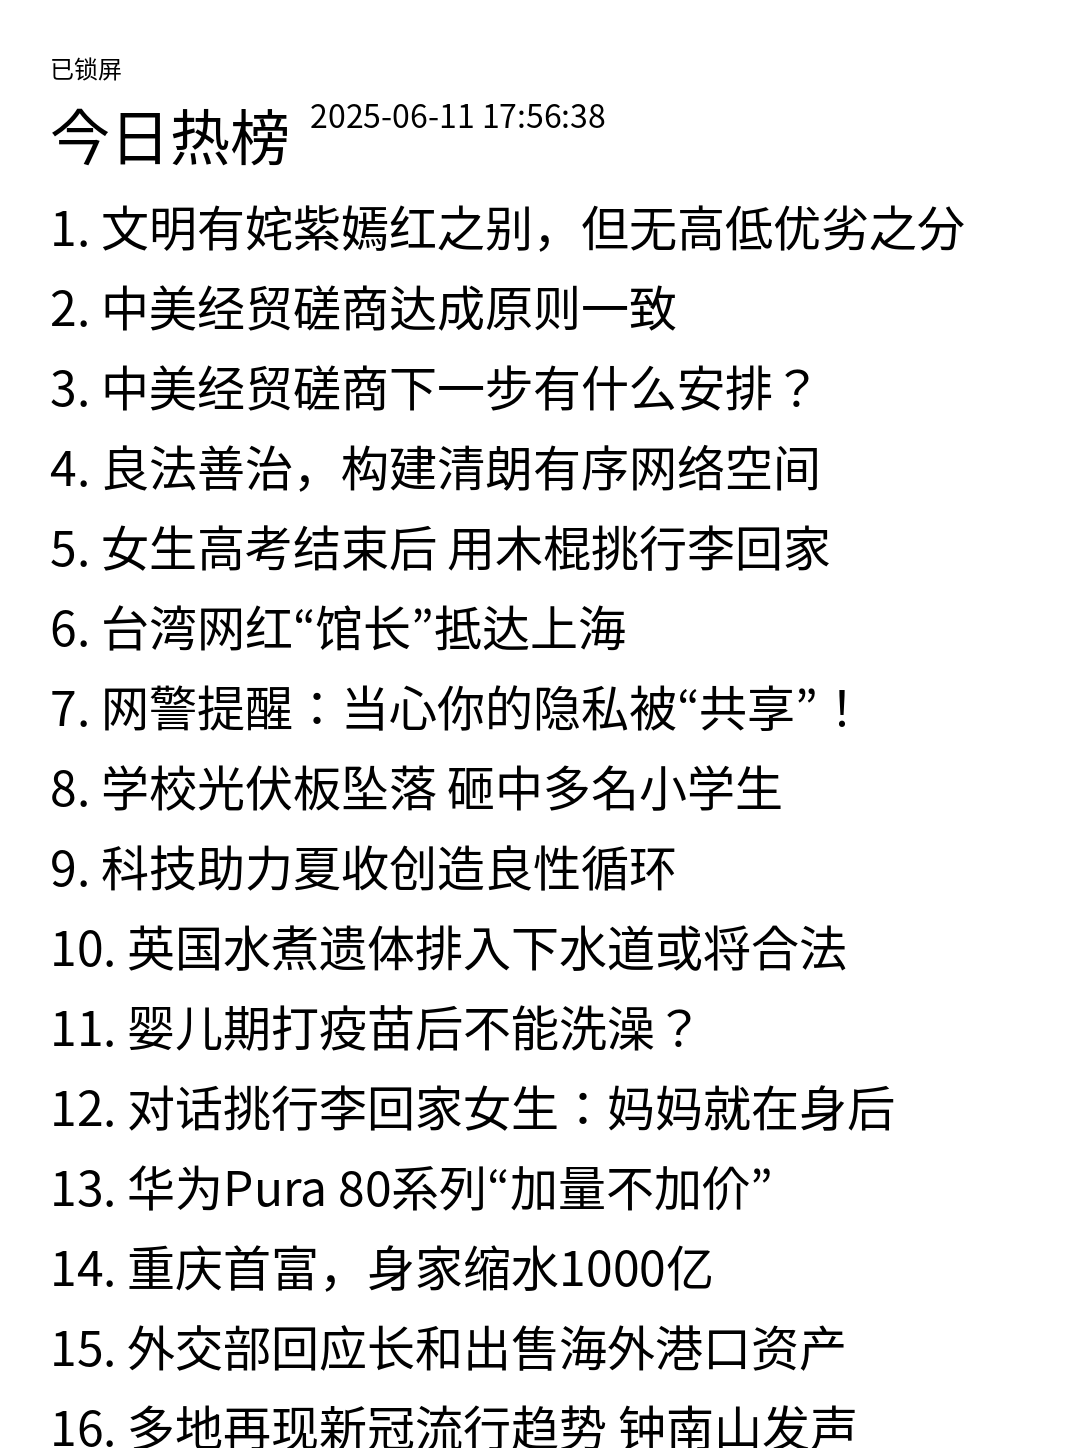 已锁屏
今日热榜 2025-06-11 17:56:38
1. 文明有姹紫嫣红之别，但无高低优劣之分
2. 中美经贸磋商达成原则一致
3. 中美经贸磋商下一步有什么安排？
4. 良法善治，构建清朗有序网络空间
5. 女生高考结束后 用木棍挑行李回家
6. 台湾网红“馆长”抵达上海
7. 网警提醒：当心你的隐私被“共享”！
8. 学校光伏板坠落 砸中多名小学生
9. 科技助力夏收创造良性循环
10. 英国水煮遗体排入下水道或将合法
11. 婴儿期打疫苗后不能洗澡？
12. 对话挑行李回家女生：妈妈就在身后
13. 华为Pura 80系列“加量不加价”
14. 重庆首富，身家缩水1000亿
15. 外交部回应长和出售海外港口资产
16. 多地再现新冠流行趋势 钟南山发声